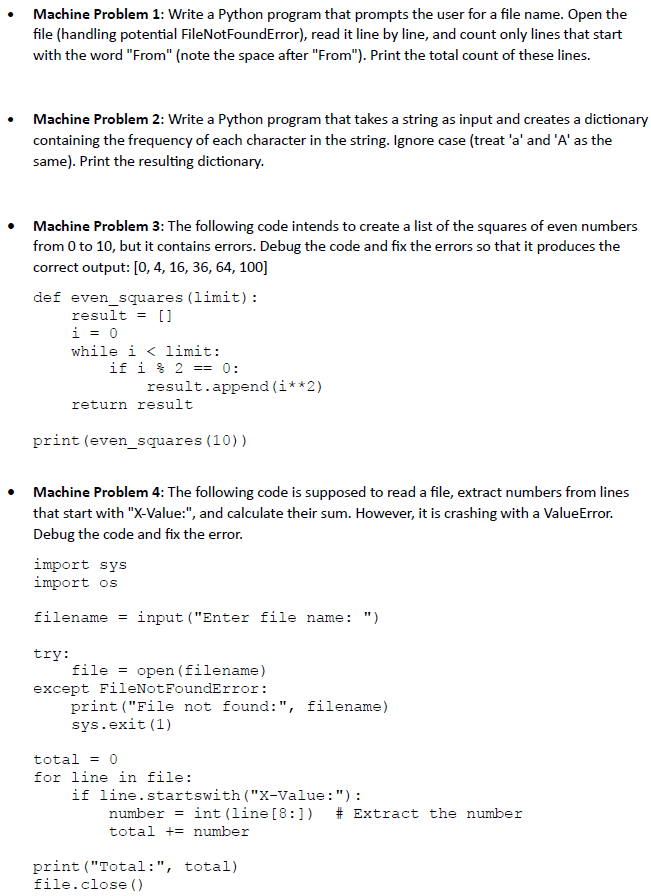 • Machine Problem 1: Write a Python program that prompts the user for a file name. Open the
file (handling potential FileNotFoundError), read it line by line, and count only lines that start
with the word "From" (note the space after "From"). Print the total count of these lines.
• Machine Problem 2: Write a Python program that takes a string as input and creates a dictionary
containing the frequency of each character in the string. Ignore case (treat 'a' and 'A' as the
same). Print the resulting dictionary.
• Machine Problem 3: The following code intends to create a list of the squares of even numbers
from 0 to 10, but it contains errors. Debug the code and fix the errors so that it produces the
correct output: [0, 4, 16, 36, 64, 100]
def even_squares(limit):
    result = []
    i = 0
    while i < limit:
        if i % 2 == 0:
            result.append(i**2)
    return result
print(even_squares(10))
• Machine Problem 4: The following code is supposed to read a file, extract numbers from lines
that start with "X-Value:", and calculate their sum. However, it is crashing with a ValueError.
Debug the code and fix the error.
import sys
import os
filename = input("Enter file name: ")
try:
    file = open(filename)
except FileNotFoundError:
    print("File not found:", filename)
    sys.exit(1)
total = 0
for line in file:
    if line.startswith("X-Value:"):
        number = int(line[8:])  # Extract the number
        total += number
print("Total:", total)
file.close()